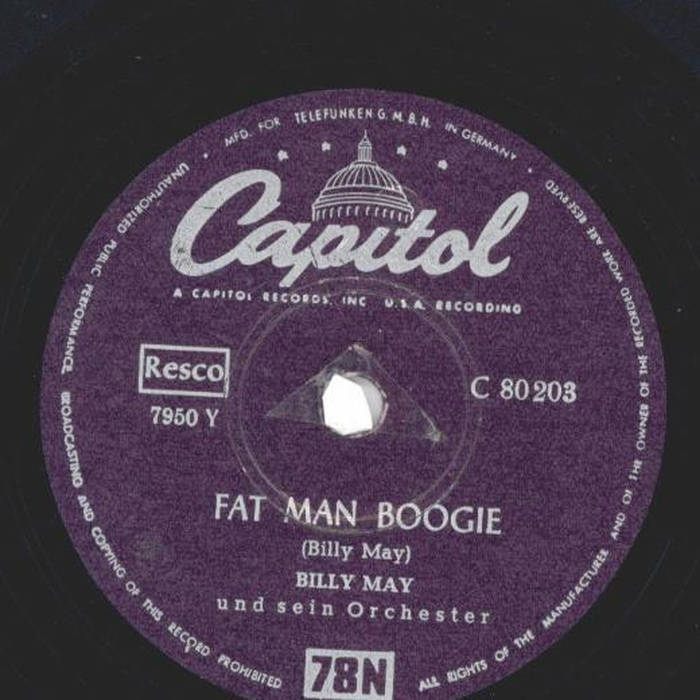 MFD. FOR TELEFUNKEN G.M.B.H. IN GERMANY
Capitol
A CAPITOL RECORDS, INC U.S.A. RECORDING
Resco
7950 Y
C 80203
FAT MAN BOOGIE
(Billy May)
BILLY MAY
und sein Orchester
78N
ALL RIGHTS OF THE MANUFACTURER AND OF THE OWNER OF THE RECORDED WORK ARE RESERVED
UNAUTHORIZED PUBLIC PERFORMANCE BROADCASTING AND COPYING OF THIS RECORD PROHIBITED